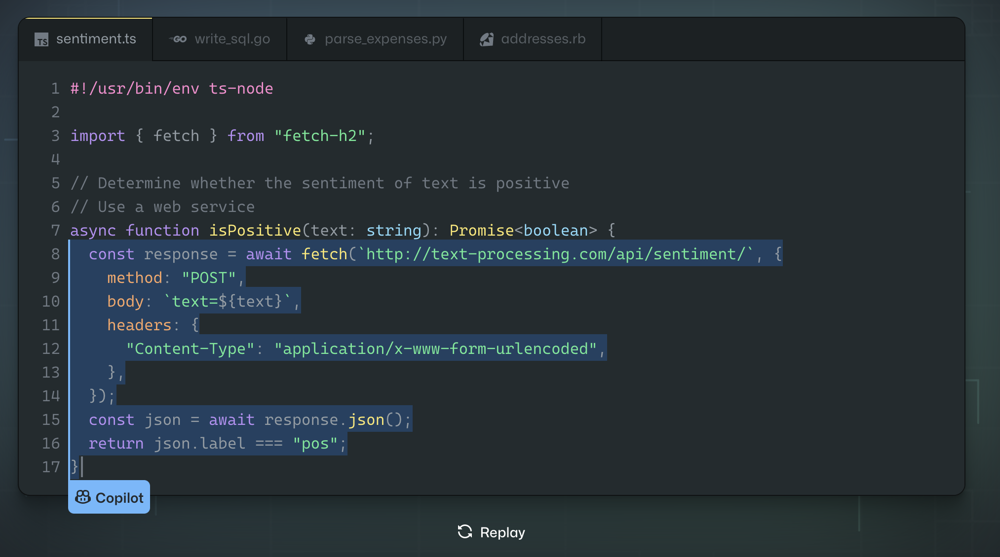 TS sentiment.ts
GO write_sql.go
parse_expenses.py
addresses.rb
1 #!/usr/bin/env ts-node
2
3 import { fetch } from "fetch-h2";
4
5 // Determine whether the sentiment of text is positive
6 // Use a web service
7 async function isPositive(text: string): Promise<boolean> {
8   const response = await fetch(`http://text-processing.com/api/sentiment/`, {
9     method: "POST",
10     body: `text=${text}`,
11     headers: {
12       "Content-Type": "application/x-www-form-urlencoded",
13     },
14   });
15   const json = await response.json();
16   return json.label === "pos";
17 }
Copilot
Replay